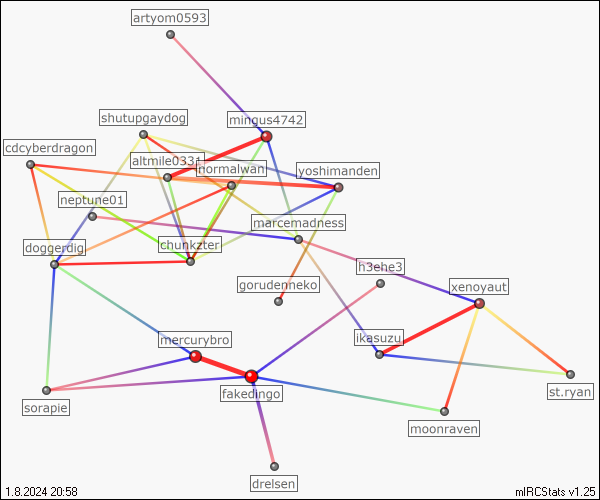 artyom0593
shutupgaydog
mingus4742
cdcyberdragon
altmile0331
normalwan
yoshimanden
neptune01
marcemadness
doggerdig
chunkzter
h3ehe3
gorudenneko
xenoyaut
mercurybro
ikasuzu
fakedingo
st.ryan
sorapie
moonraven
drelsen
1.8.2024 20:58
mIRCStats v1.25